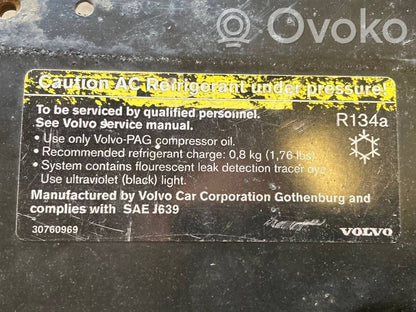 Ovoko
Caution AC Refrigerant under pressure!
To be serviced by qualified personnel.
See Volvo service manual.
R134a
• Use only Volvo-PAG compressor oil.
• Recommended refrigerant charge: 0,8 kg (1,76 lbs).
• System contains flourescent leak detection tracer dye.
Use ultraviolet (black) light.
Manufactured by Volvo Car Corporation Gothenburg and
complies with SAE J639
30760969
VOLVO